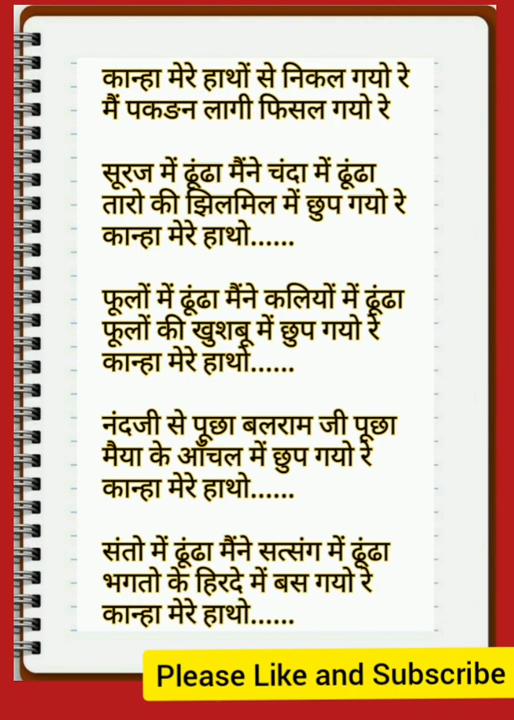 कान्हा मेरे हाथों से निकल गयो रे
मैं पकङन लागी फिसल गयो रे
सूरज में ढूंढा मैंने चंदा में ढूंढा
तारो की झिलमिल में छुप गयो रे
कान्हा मेरे हाथो......
फूलों में ढूंढा मैंने कलियों में ढूंढा
फूलों की खुशबू में छुप गयो रे
कान्हा मेरे हाथो......
नंदजी से पूछा बलराम जी पूछा
मैया के आँचल में छुप गयो रे
कान्हा मेरे हाथो......
संतो में ढूंढा मैंने सत्संग में ढूंढा
भगतो के हिरदे में बस गयो रे
कान्हा मेरे हाथो......
Please Like and Subscribe